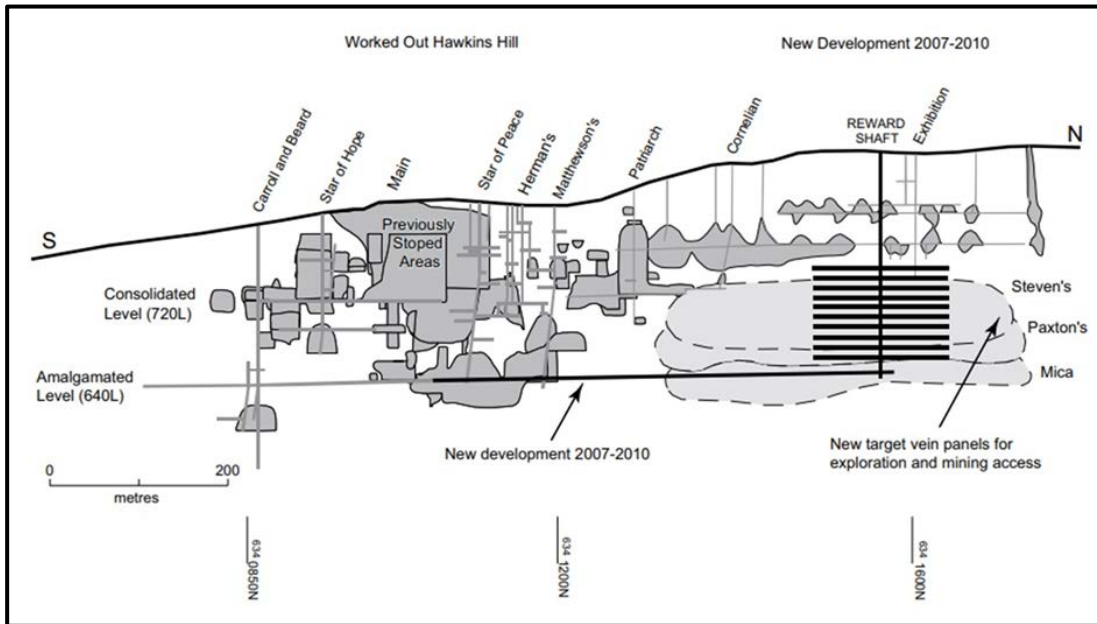 Worked Out Hawkins Hill
New Development 2007-2010
Carroll and Beard
Star of Hope
Main
Star of Peace
Herman's
Matthewson's
Patriarch
Cornelian
REWARD
SHAFT
Exhibition
N
S
Previously
Stoped
Areas
Consolidated
Level (720L)
Steven's
Paxton's
Mica
Amalgamated
Level (640L)
New development 2007-2010
New target vein panels for
exploration and mining access
0
200
metres
634 0850N
634 1200N
634 1600N